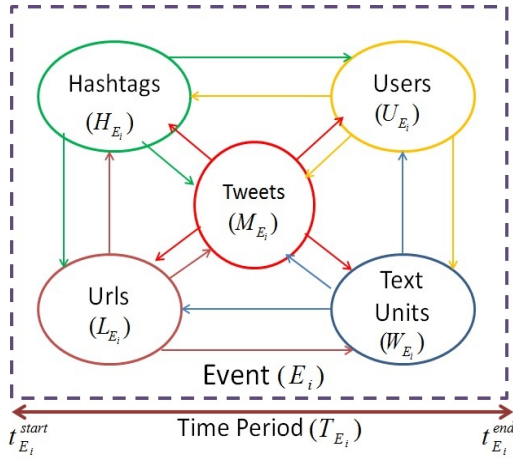 Hashtags
(H_{E_i})
Users
(U_{E_i})
Tweets
(M_{E_i})
Urls
(L_{E_i})
Text
Units
(W_{E_i})
Event (E_i)
t_{E_i}^{start}
Time Period (T_{E_i})
t_{E_i}^{end}